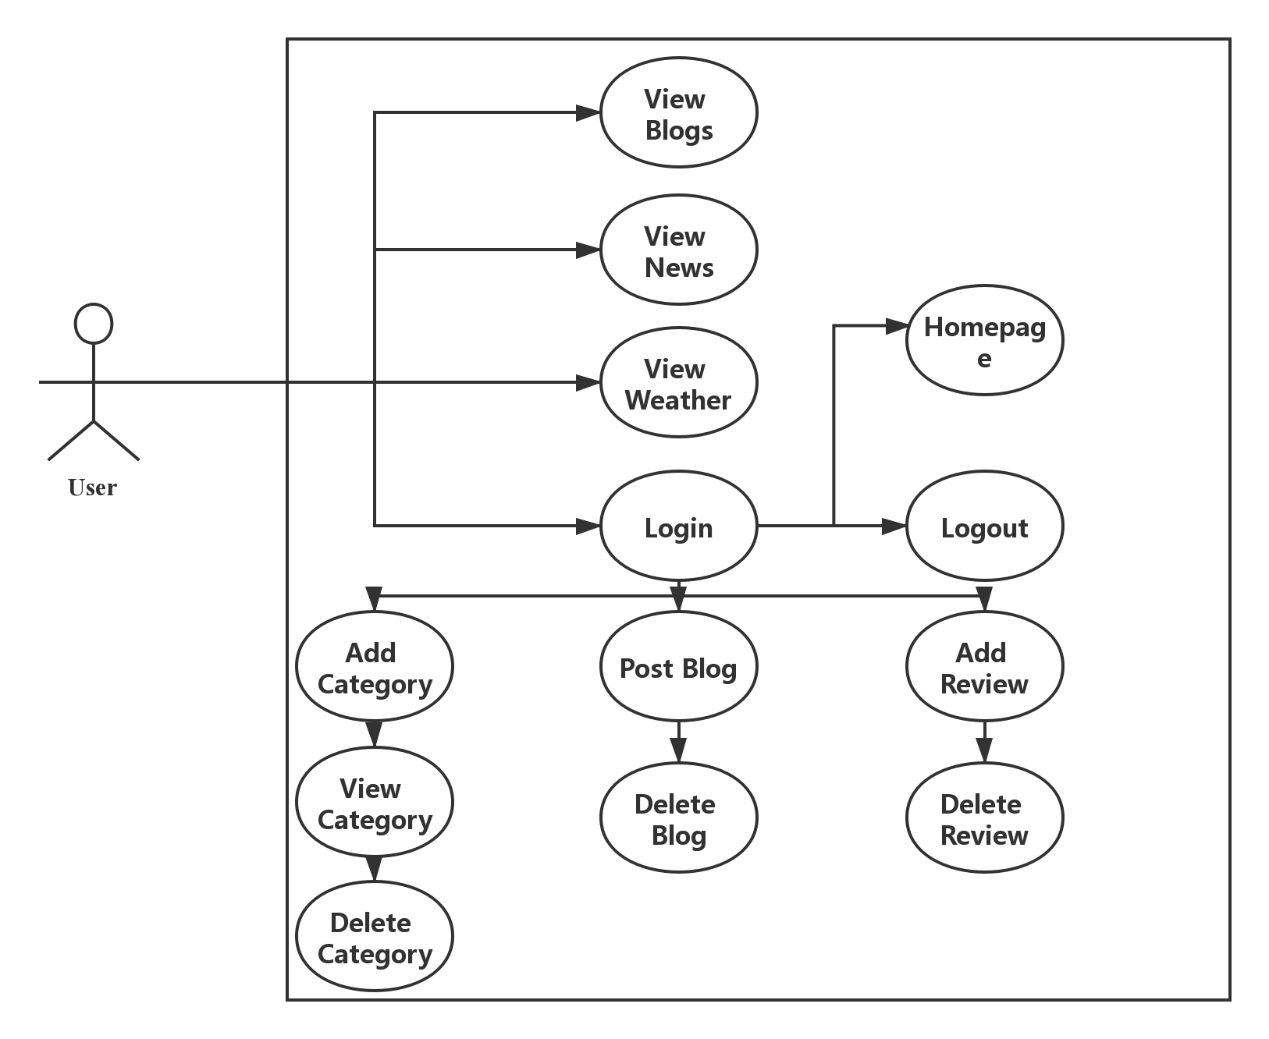 View
Blogs
View
News
View
Weather
Homepag
e
User
Login
Logout
Add
Category
Post Blog
Add
Review
View
Category
Delete
Blog
Delete
Review
Delete
Category